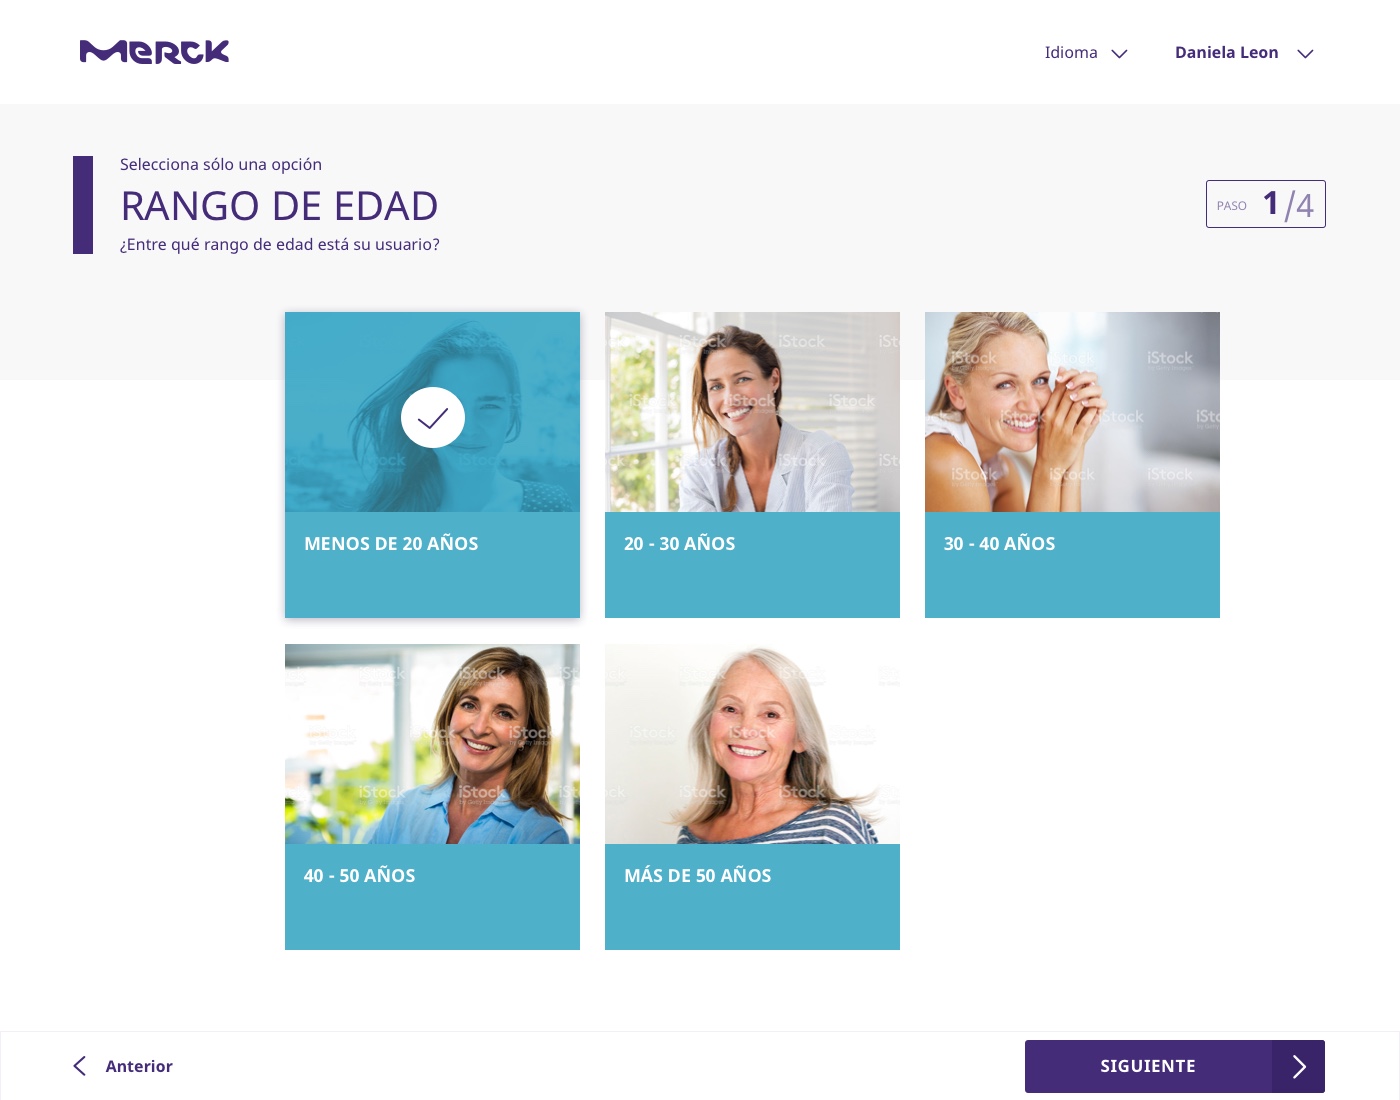 MERCK
Idioma
Daniela Leon
Selecciona sólo una opción
RANGO DE EDAD
¿Entre qué rango de edad está su usuario?
PASO 1/4
iStock
MENOS DE 20 AÑOS
20 - 30 AÑOS
30 - 40 AÑOS
40 - 50 AÑOS
MÁS DE 50 AÑOS
Anterior
SIGUIENTE